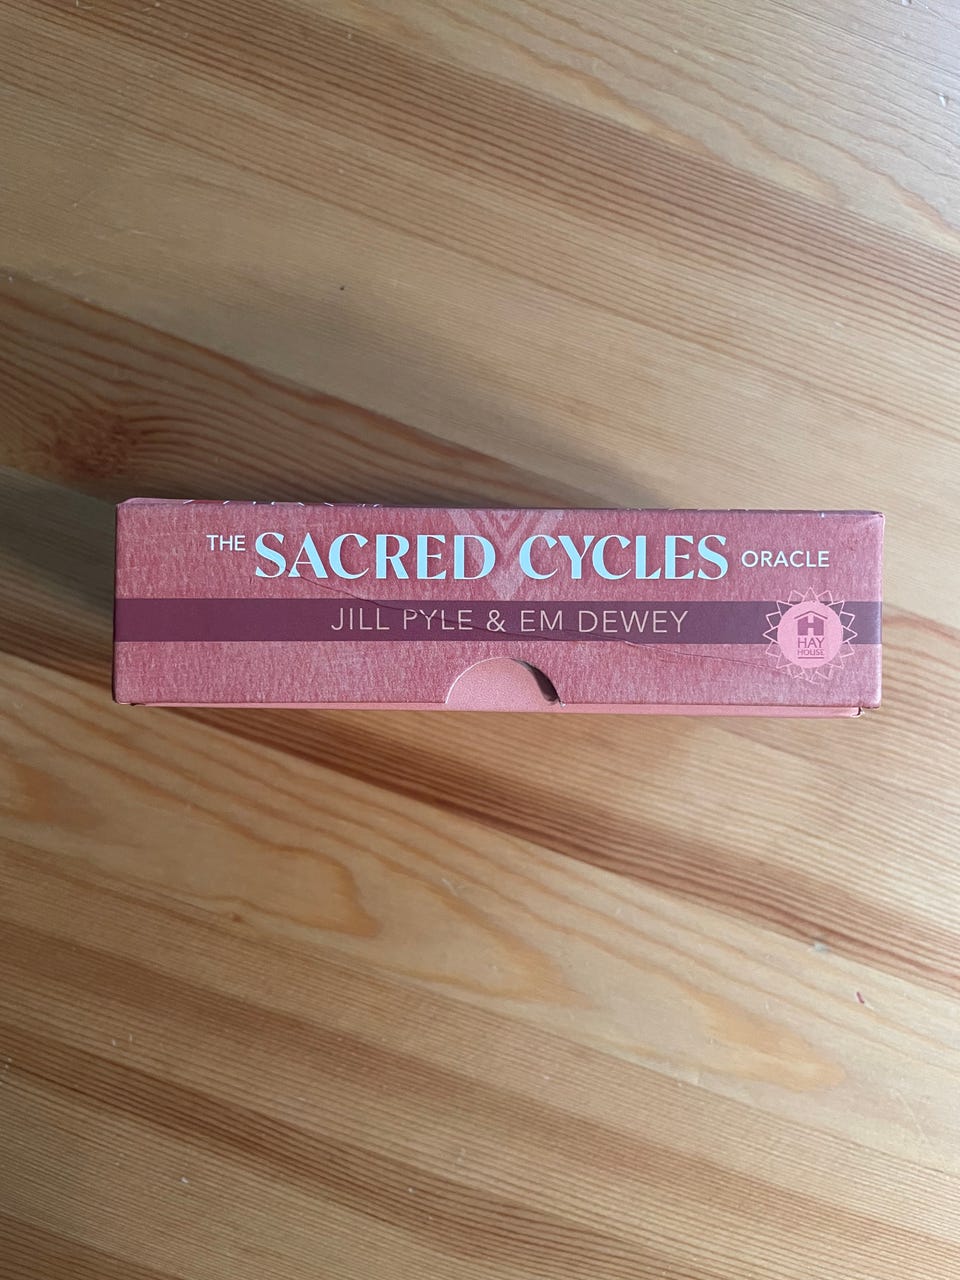 THE SACRED CYCLES ORACLE
JILL PYLE & EM DEWEY
HAY
HOUSE